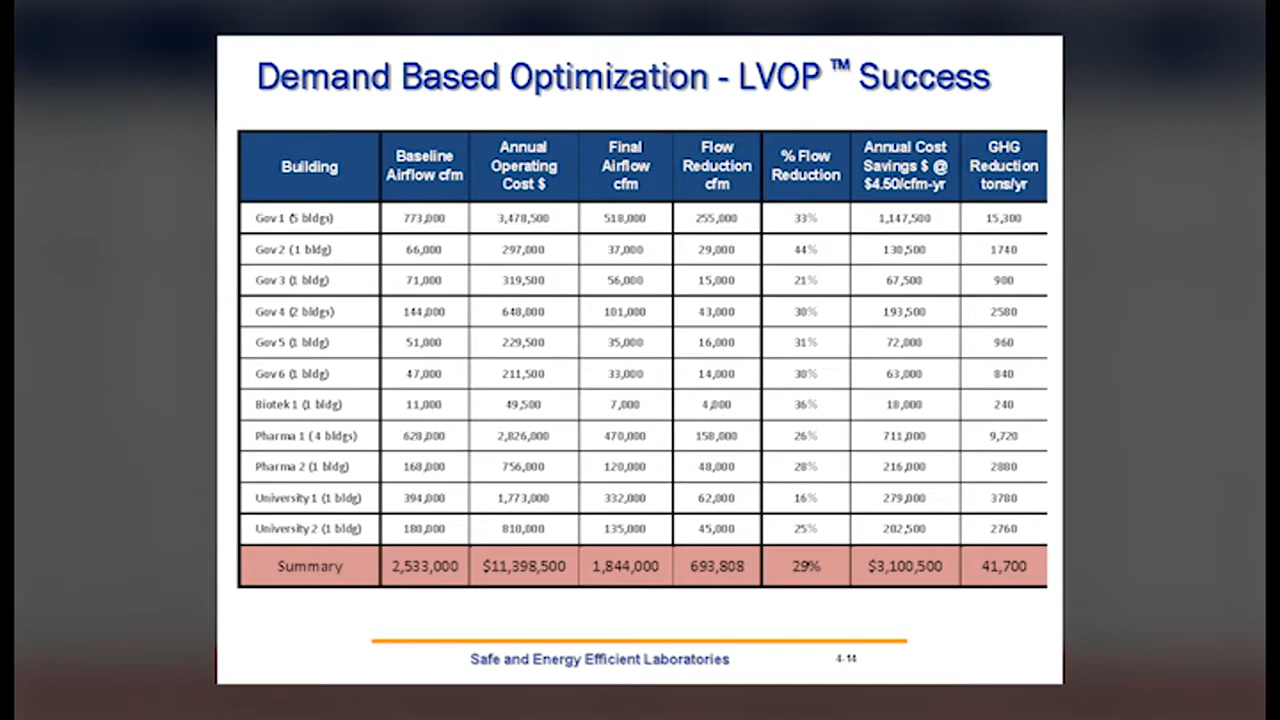 Demand Based Optimization - LVOP ™ Success
Building | Baseline Airflow cfm | Annual Operating Cost $ | Final Airflow cfm | Flow Reduction cfm | % Flow Reduction | Annual Cost Savings $ @ $4.50/cfm-yr | GHG Reduction tons/yr
Gov 1 (5 bldgs) | 773,000 | 3,478,500 | 518,000 | 255,000 | 33% | 1,147,500 | 15,300
Gov 2 (1 bldg) | 66,000 | 297,000 | 37,000 | 29,000 | 44% | 130,500 | 1740
Gov 3 (1 bldg) | 71,000 | 319,500 | 56,000 | 15,000 | 21% | 67,500 | 900
Gov 4 (2 bldgs) | 144,000 | 648,000 | 101,000 | 43,000 | 30% | 193,500 | 2580
Gov 5 (1 bldg) | 51,000 | 229,500 | 35,000 | 16,000 | 31% | 72,000 | 960
Gov 6 (1 bldg) | 47,000 | 211,500 | 33,000 | 14,000 | 30% | 63,000 | 840
Biotek 1 (1 bldg) | 11,000 | 49,500 | 7,000 | 4,000 | 36% | 18,000 | 240
Pharma 1 ( 4 bldgs) | 628,000 | 2,826,000 | 470,000 | 158,000 | 26% | 711,000 | 9,720
Pharma 2 (1 bldg) | 168,000 | 756,000 | 120,000 | 48,000 | 28% | 216,000 | 2880
University 1 (1 bldg) | 394,000 | 1,773,000 | 332,000 | 62,000 | 16% | 279,000 | 3780
University 2 (1 bldg) | 180,000 | 810,000 | 135,000 | 45,000 | 25% | 202,500 | 2760
Summary | 2,533,000 | $11,398,500 | 1,844,000 | 693,808 | 29% | $3,100,500 | 41,700
Safe and Energy Efficient Laboratories
4-14